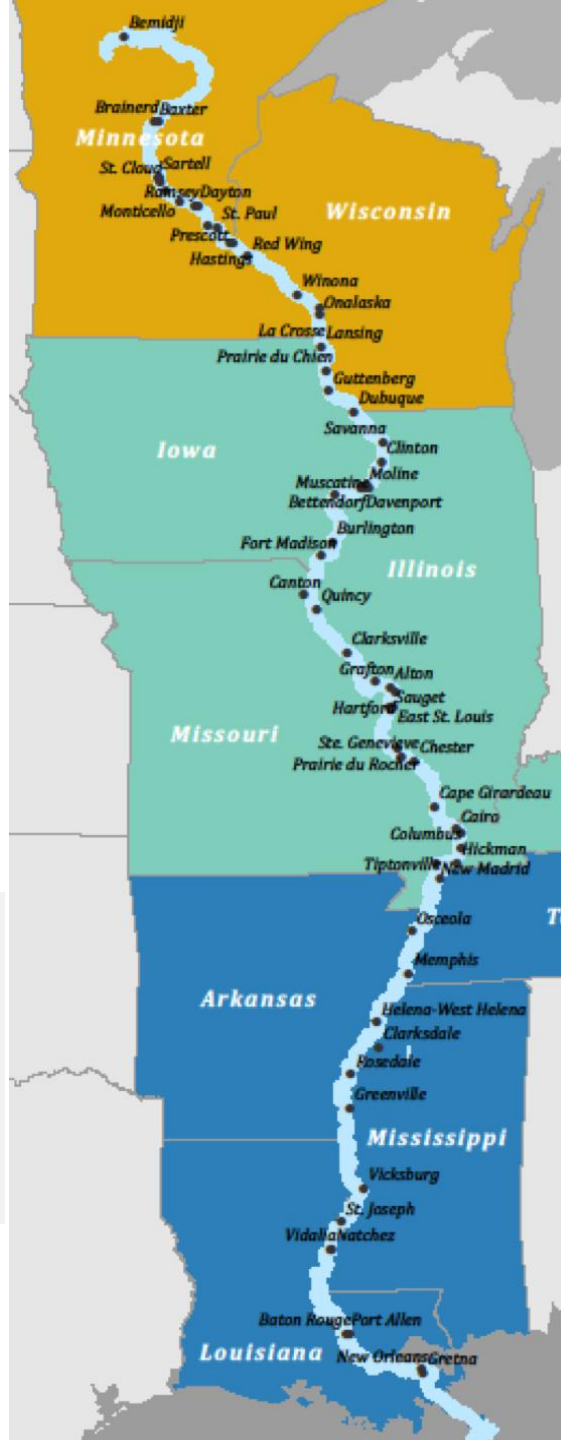 Bemidji
Brainerd Baxter
Minnesota
Sartell
St. Cloud
Ramsey Dayton
Monticello
St. Paul
Wisconsin
Prescott
Red Wing
Hastings
Winona
Onalaska
La Crosse Lansing
Prairie du Chien
Guttenberg
Dubuque
Savanna
Iowa
Clinton
Moline
Muscatine
Bettendorf Davenport
Burlington
Fort Madison
Illinois
Canton
Quincy
Clarksville
Grafton Alton
Sauget
Hartford
East St. Louis
Missouri
Ste. Genevieve Chester
Prairie du Rocher
Cape Girardeau
Cairo
Columbus
Hickman
Tiptonville New Madrid
Osceola
Memphis
Arkansas
Helena-West Helena
Clarksdale
Rosedale
Greenville
Mississippi
Vicksburg
St. Joseph
Vidalia Natchez
Baton Rouge Port Allen
Louisiana
New Orleans Gretna